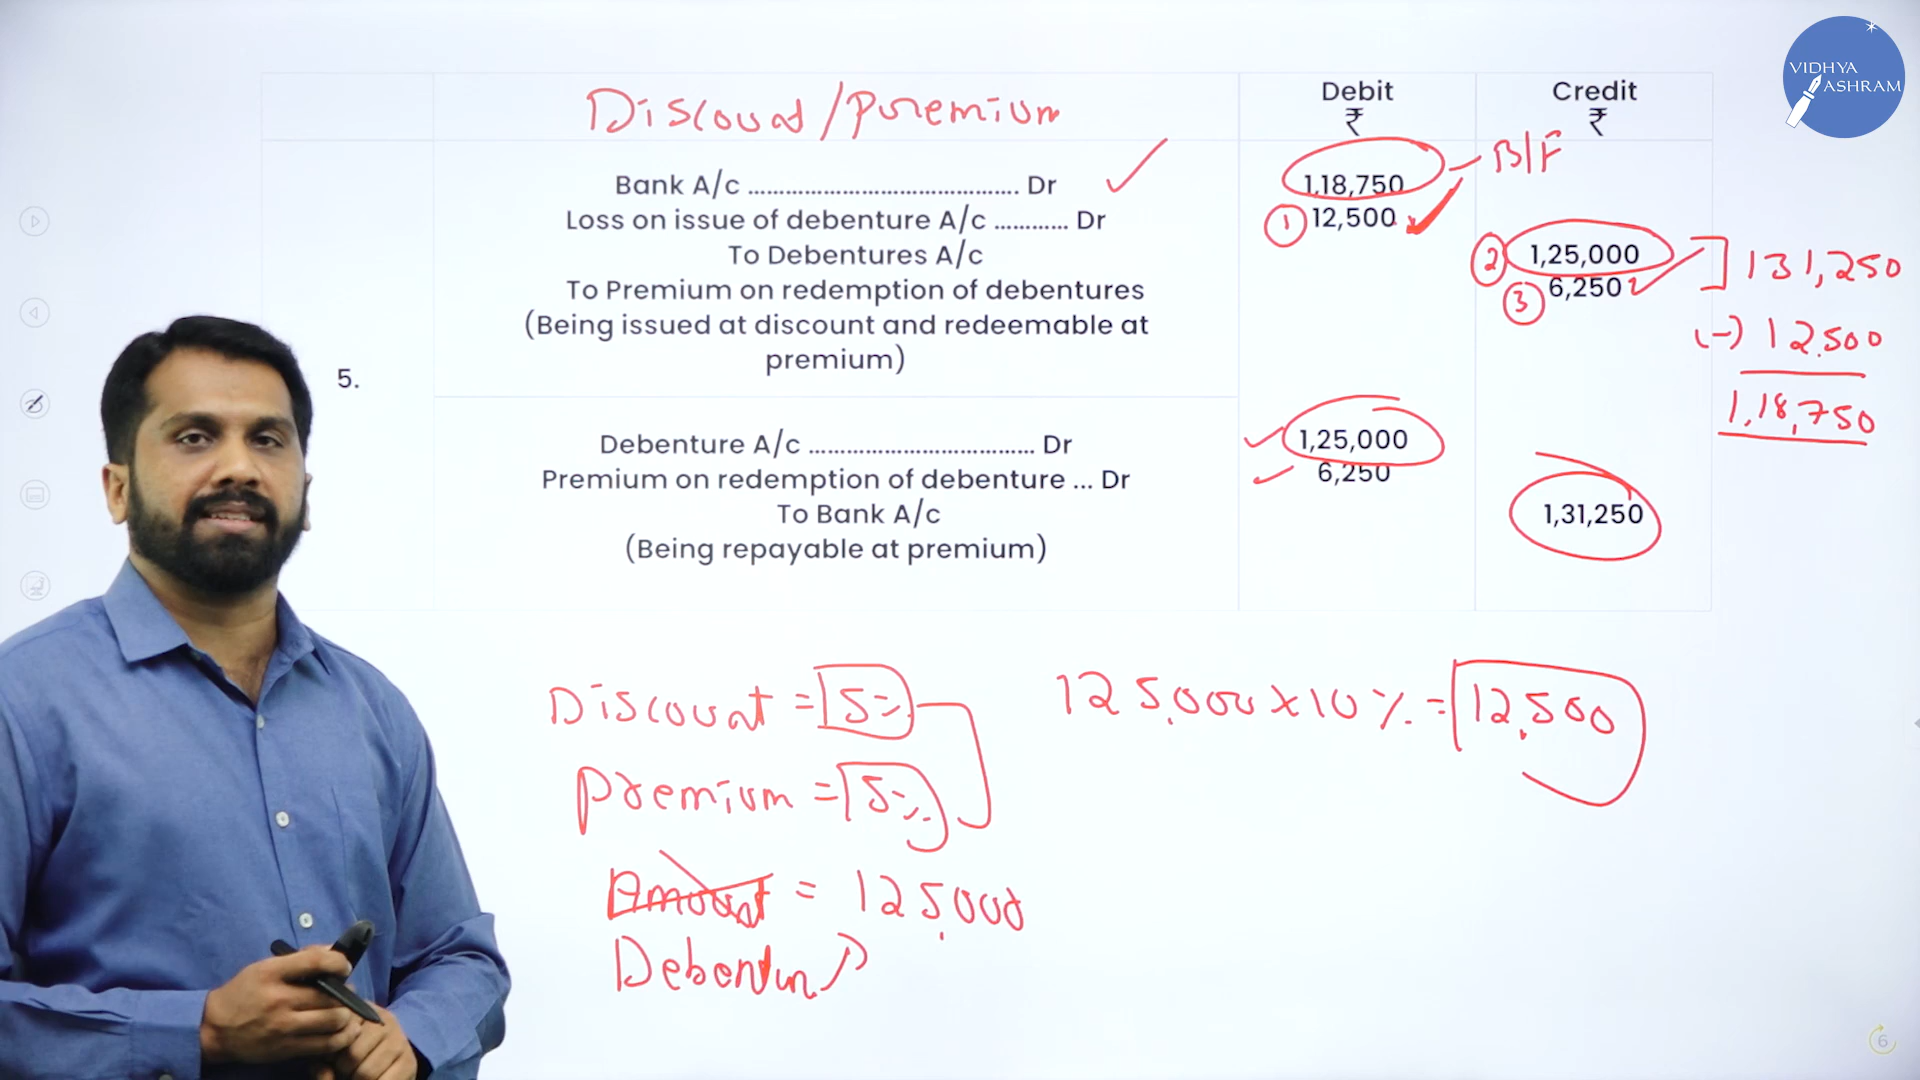 VIDHYA
ASHRAM
Discount/Premium
Debit
₹
Credit
₹
B/F
Bank A/c ............................................ Dr
1,18,750
Loss on issue of debenture A/c ............ Dr
① 12,500
To Debentures A/c
② 1,25,000
To Premium on redemption of debentures
③ 6,250
(Being issued at discount and redeemable at
premium)
131,250
(-) 12,500
1,18,750
5.
Debenture A/c ..................................... Dr
1,25,000
Premium on redemption of debenture ... Dr
6,250
To Bank A/c
1,31,250
(Being repayable at premium)
Discount = 5%
125,000 x 10% = 12,500
Premium = 5%
Amount = 125,000
6